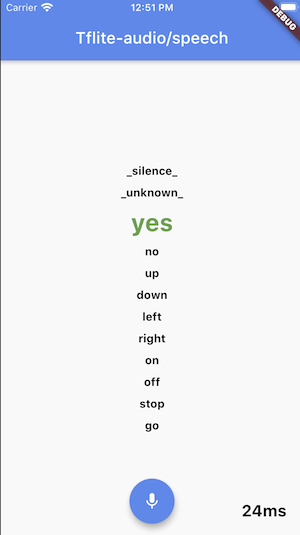 Carrier 12:51 PM
DEBUG
Tflite-audio/speech
_silence_
_unknown_
yes
no
up
down
left
right
on
off
stop
go
24ms